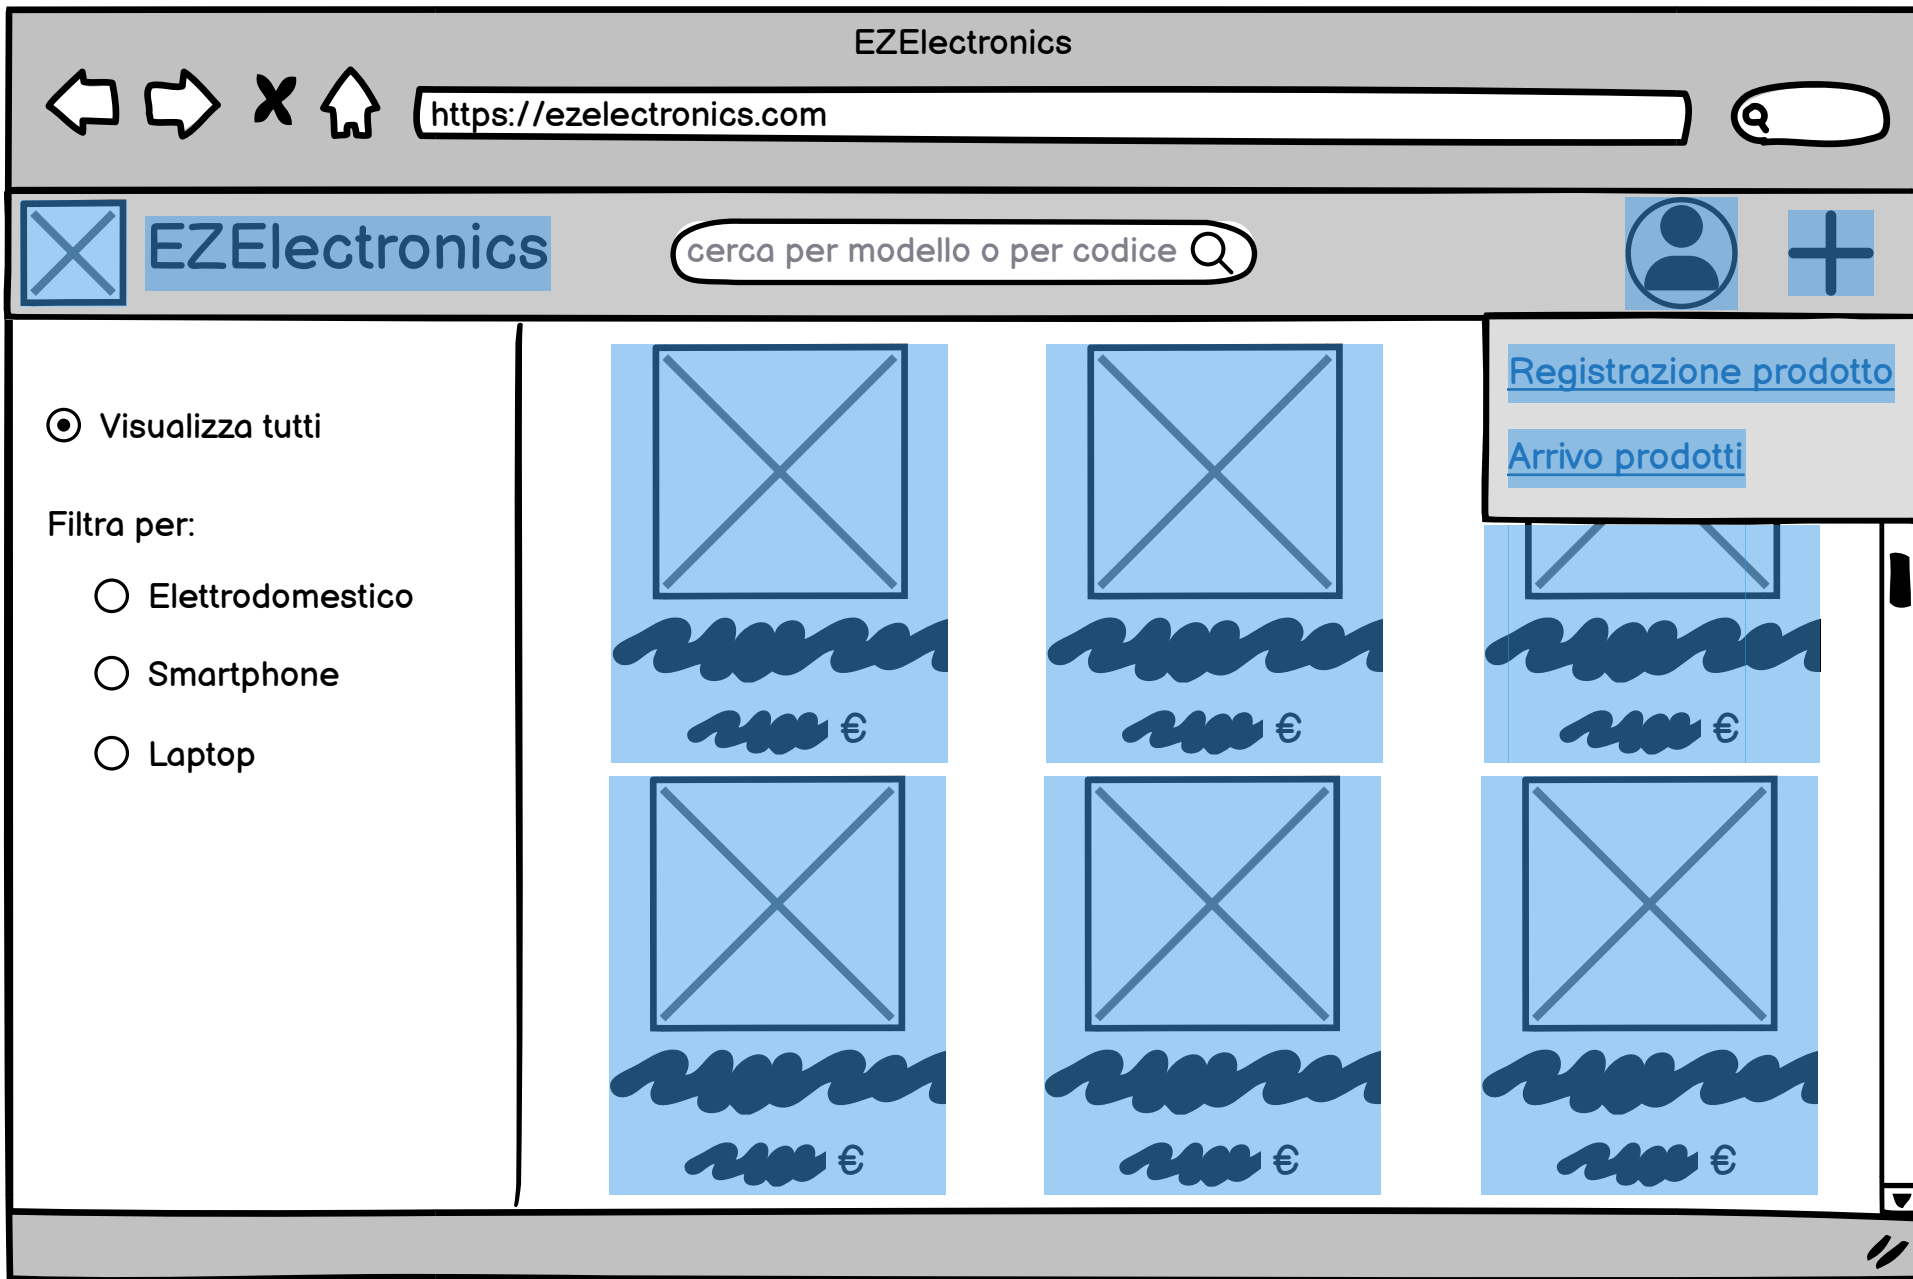 EZElectronics
https://ezelectronics.com
EZElectronics
cerca per modello o per codice
Registrazione prodotto
Arrivo prodotti
Visualizza tutti
Filtra per:
Elettrodomestico
Smartphone
Laptop
€ € €
€ € €